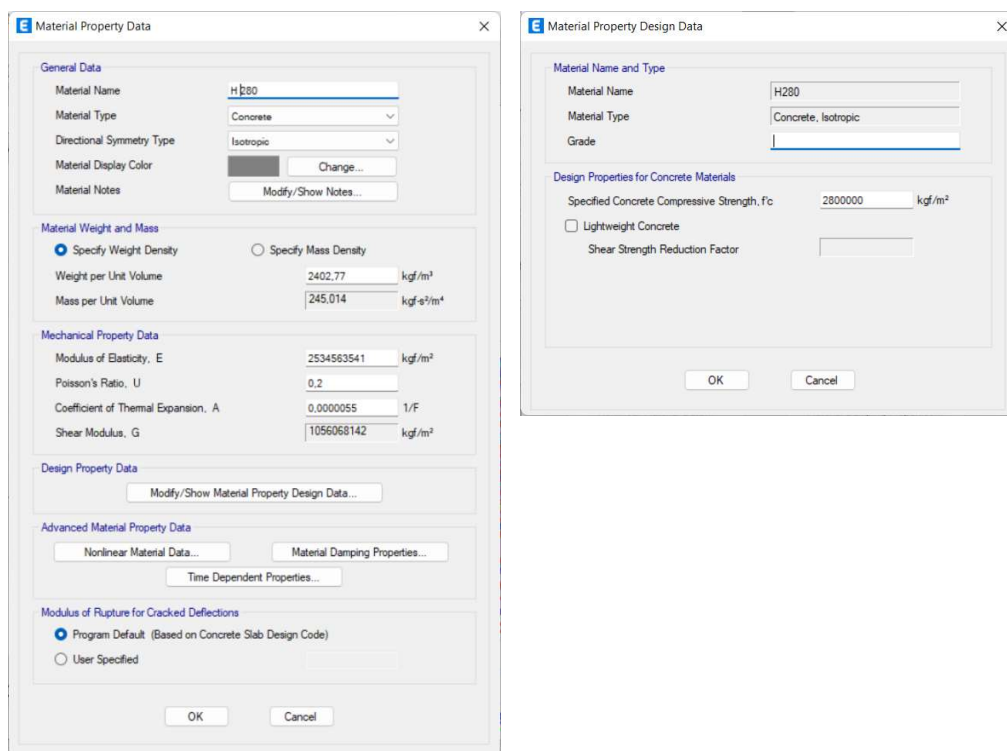 E Material Property Data
General Data
Material Name H 280
Material Type Concrete
Directional Symmetry Type Isotropic
Material Display Color Change...
Material Notes Modify/Show Notes...
Material Weight and Mass
Specify Weight Density Specify Mass Density
Weight per Unit Volume 2402,77 kgf/m³
Mass per Unit Volume 245,014 kgf-s²/m⁴
Mechanical Property Data
Modulus of Elasticity, E 2534563541 kgf/m²
Poisson's Ratio, U 0,2
Coefficient of Thermal Expansion, A 0,0000055 1/F
Shear Modulus, G 1056068142 kgf/m²
Design Property Data
Modify/Show Material Property Design Data...
Advanced Material Property Data
Nonlinear Material Data... Material Damping Properties...
Time Dependent Properties...
Modulus of Rupture for Cracked Deflections
Program Default (Based on Concrete Slab Design Code)
User Specified
OK Cancel
E Material Property Design Data
Material Name and Type
Material Name H280
Material Type Concrete, Isotropic
Grade
Design Properties for Concrete Materials
Specified Concrete Compressive Strength, f'c 2800000 kgf/m²
Lightweight Concrete
Shear Strength Reduction Factor
OK Cancel